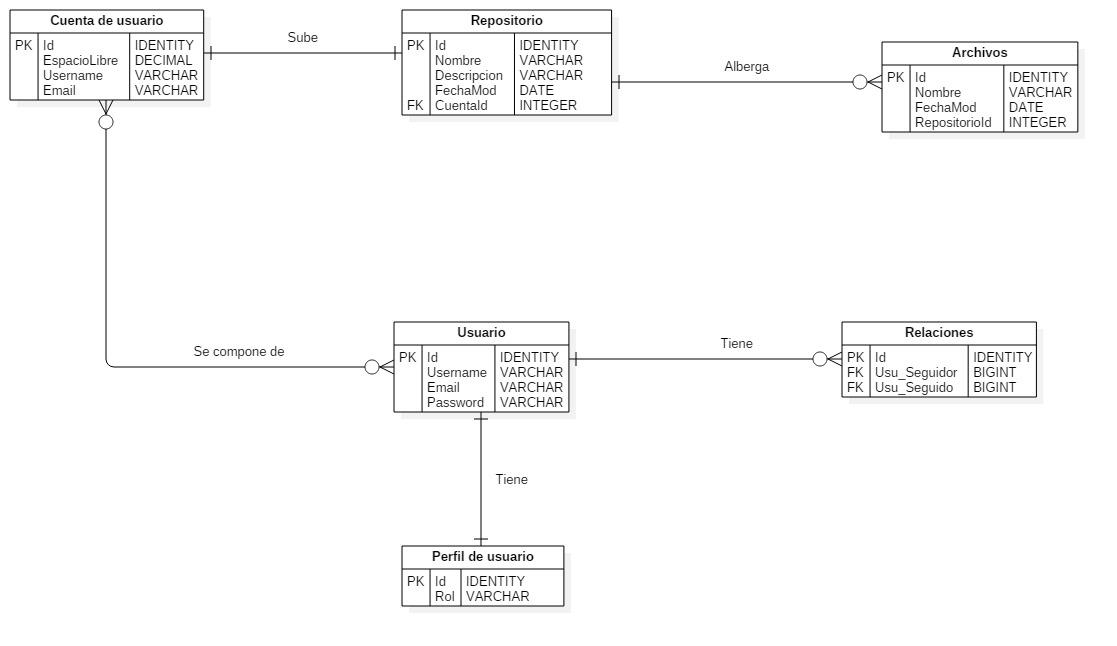 Cuenta de usuario
PK Id IDENTITY
EspacioLibre DECIMAL
Username VARCHAR
Email VARCHAR
Sube
Repositorio
PK Id IDENTITY
Nombre VARCHAR
Descripcion VARCHAR
FechaMod DATE
FK CuentaId INTEGER
Alberga
Archivos
PK Id IDENTITY
Nombre VARCHAR
FechaMod DATE
RepositorioId INTEGER
Se compone de
Usuario
PK Id IDENTITY
Username VARCHAR
Email VARCHAR
Password VARCHAR
Tiene
Relaciones
PK Id IDENTITY
FK Usu_Seguidor BIGINT
FK Usu_Seguido BIGINT
Tiene
Perfil de usuario
PK Id IDENTITY
Rol VARCHAR